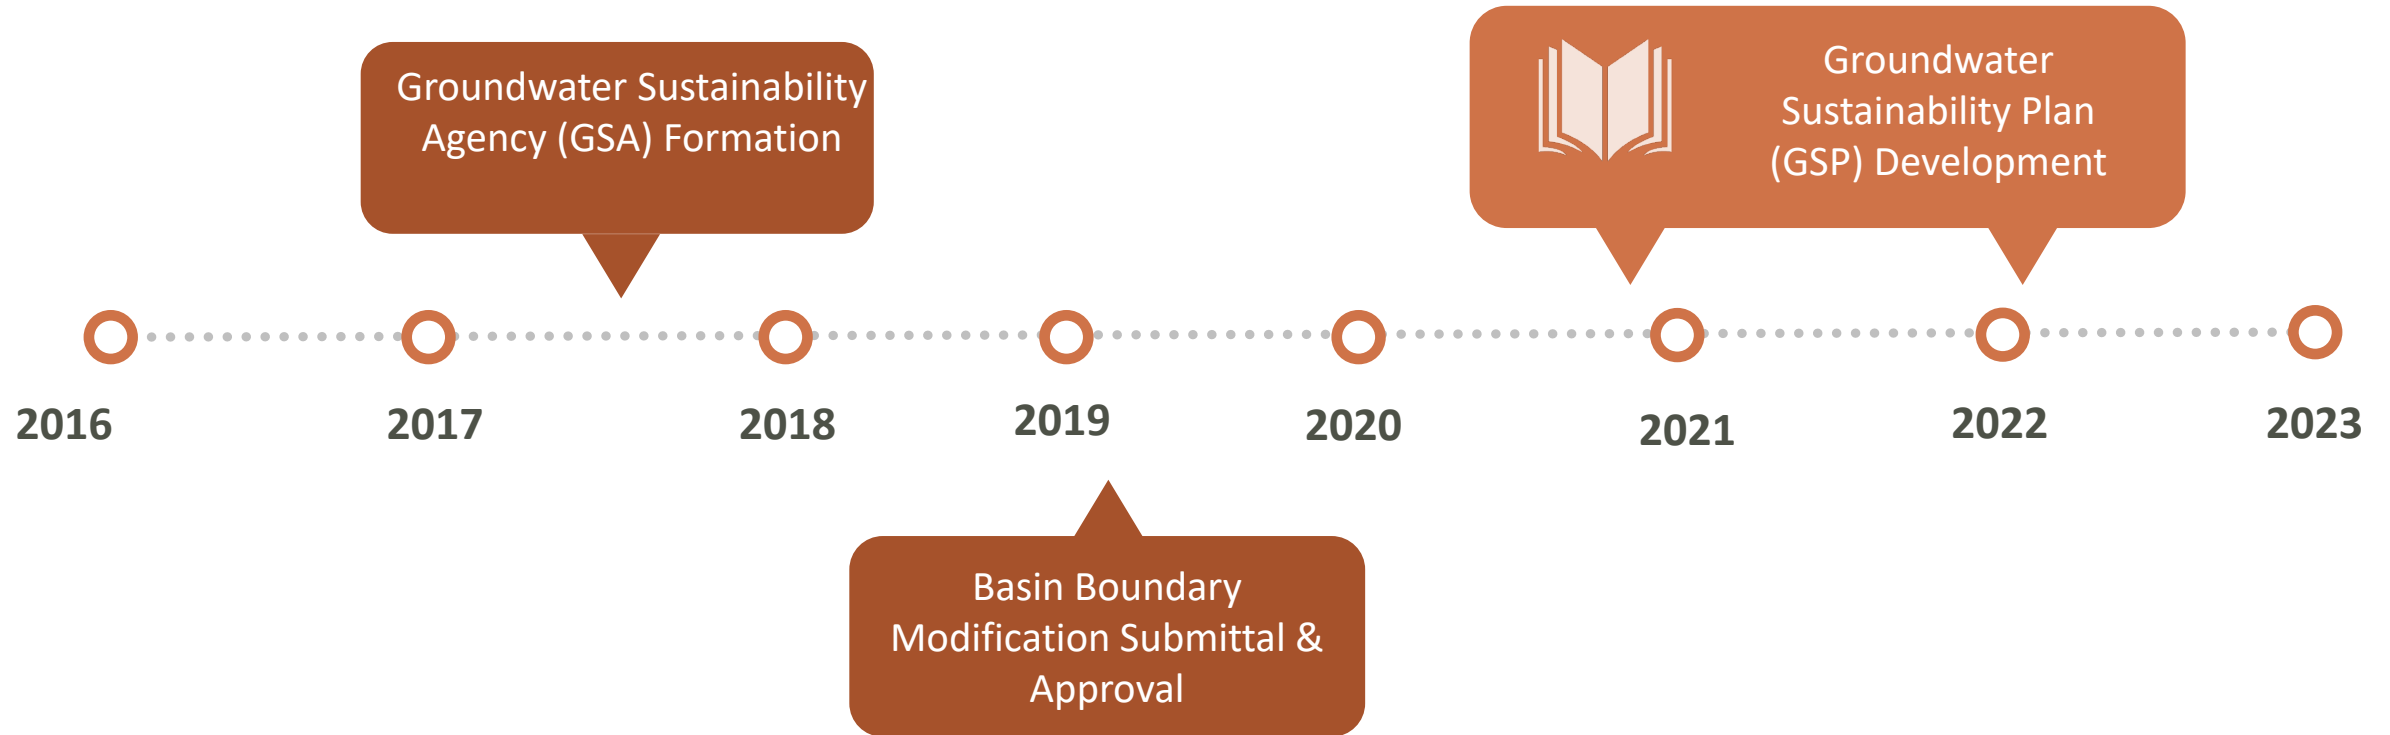 Groundwater Sustainability
Agency (GSA) Formation
Groundwater
Sustainability Plan
(GSP) Development
2016
2017
2018
2019
2020
2021
2022
2023
Basin Boundary
Modification Submittal &
Approval